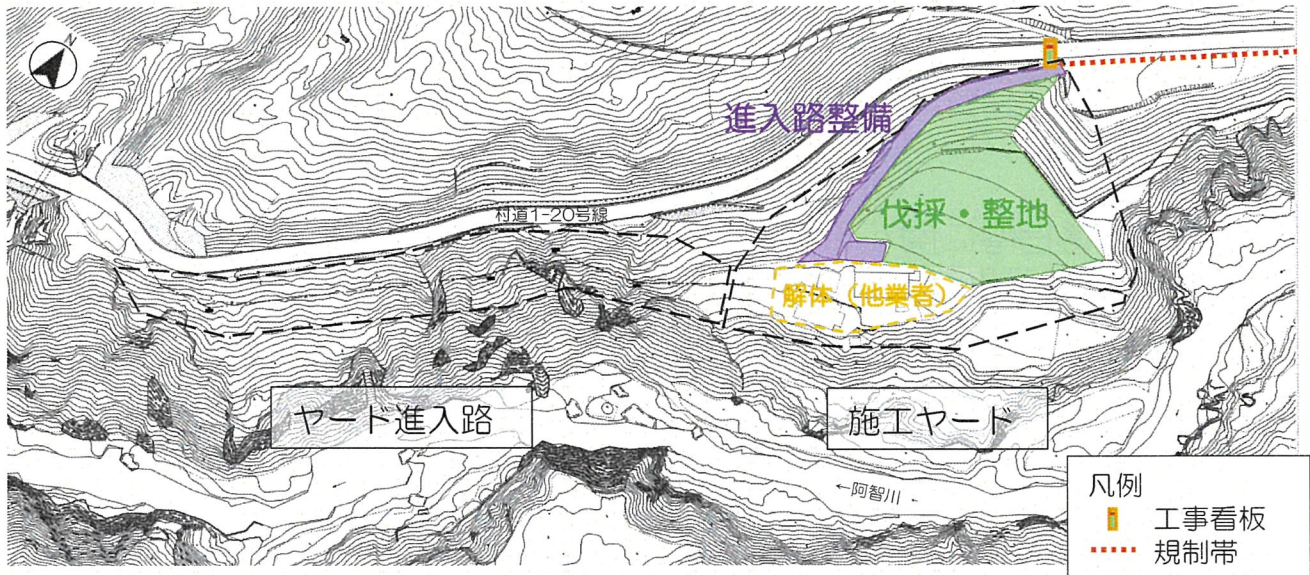 N
進入路整備
伐採・整地
村道1-20号線
解体（他業者）
ヤード進入路
施工ヤード
←阿智川
凡例
工事看板
規制帯